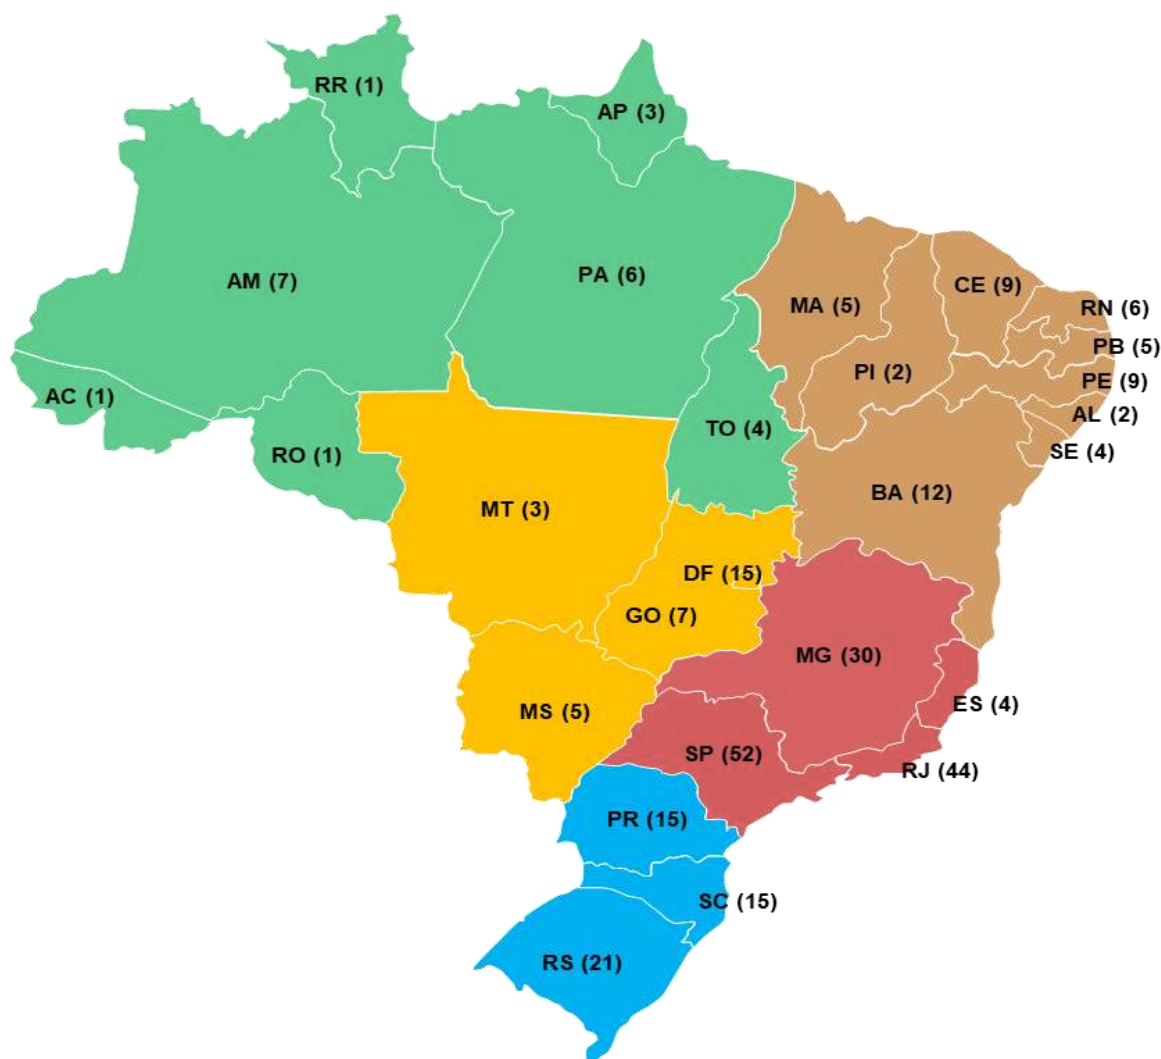 RR (1)
AP (3)
AM (7)
PA (6)
CE (9)
MA (5)
RN (6)
PB (5)
PI (2)
PE (9)
AC (1)
AL (2)
TO (4)
RO (1)
SE (4)
BA (12)
MT (3)
DF (15)
GO (7)
MG (30)
ES (4)
MS (5)
SP (52)
RJ (44)
PR (15)
SC (15)
RS (21)